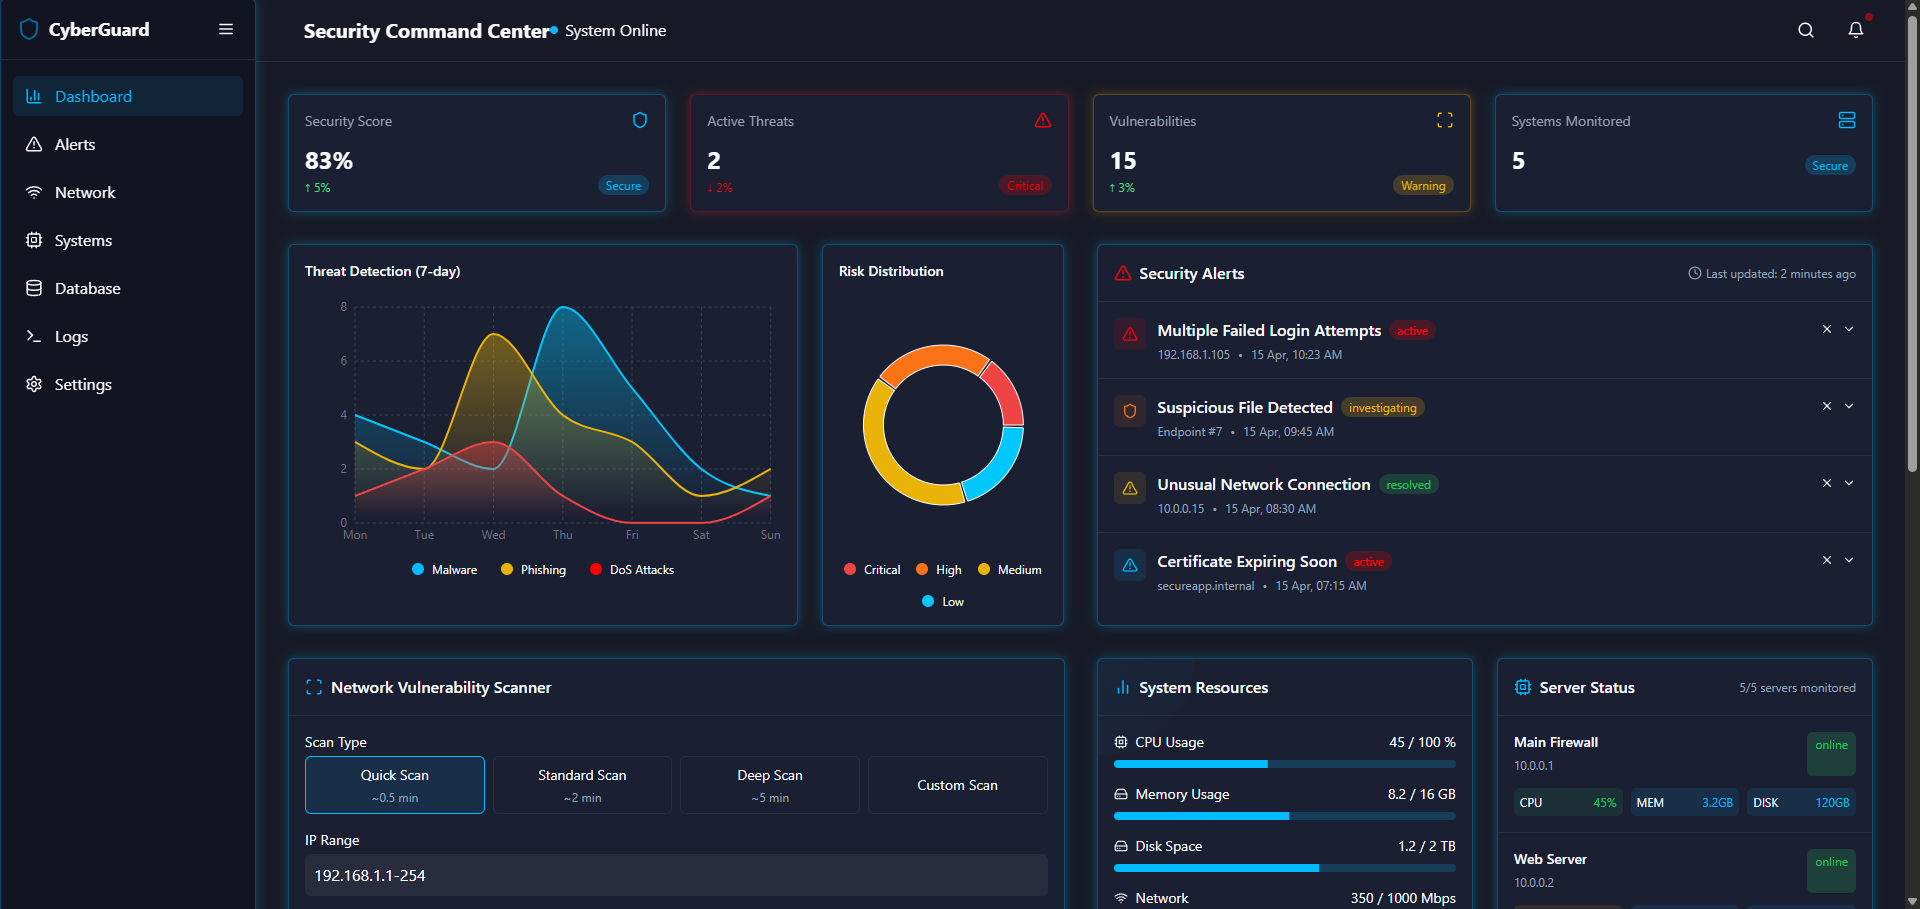 CyberGuard
Dashboard
Alerts
Network
Systems
Database
Logs
Settings
Security Command Center
System Online
Security Score
83%
↑ 5%
Secure
Active Threats
2
↓ 2%
Critical
Vulnerabilities
15
↑ 3%
Warning
Systems Monitored
5
Secure
Threat Detection (7-day)
8
6
4
2
0
Mon Tue Wed Thu Fri Sat Sun
Malware Phishing DoS Attacks
Risk Distribution
Critical High Medium
Low
Security Alerts
Last updated: 2 minutes ago
Multiple Failed Login Attempts active
192.168.1.105 • 15 Apr, 10:23 AM
Suspicious File Detected investigating
Endpoint #7 • 15 Apr, 09:45 AM
Unusual Network Connection resolved
10.0.0.15 • 15 Apr, 08:30 AM
Certificate Expiring Soon active
secureapp.internal • 15 Apr, 07:15 AM
Network Vulnerability Scanner
Scan Type
Quick Scan
~0.5 min
Standard Scan
~2 min
Deep Scan
~5 min
Custom Scan
IP Range
192.168.1.1-254
System Resources
CPU Usage 45 / 100 %
Memory Usage 8.2 / 16 GB
Disk Space 1.2 / 2 TB
Network 350 / 1000 Mbps
Server Status
5/5 servers monitored
Main Firewall
10.0.0.1
online
CPU 45% MEM 3.2GB DISK 120GB
Web Server
10.0.0.2
online